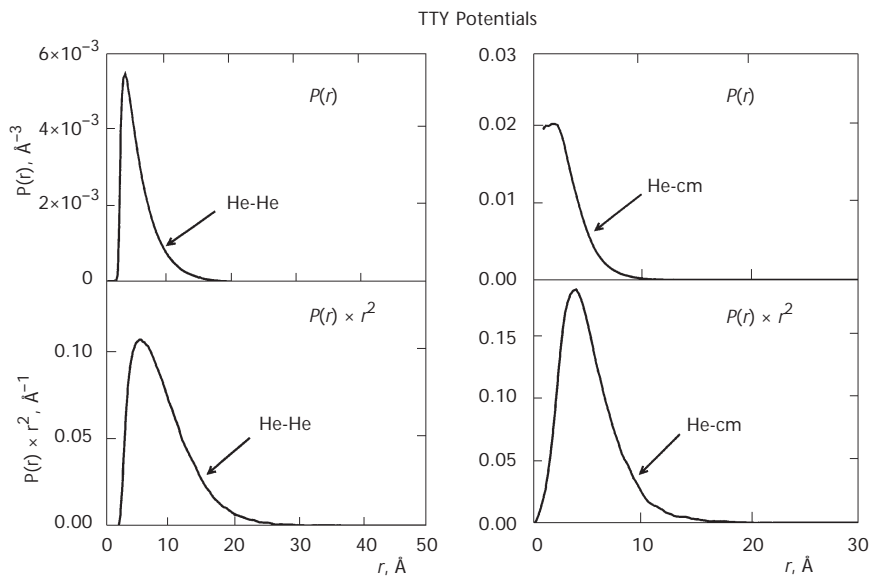 TTY Potentials
6×10⁻³
4×10⁻³
2×10⁻³
0
P(r), Å⁻³
P(r)
He-He
0.03
0.02
0.01
0.00
P(r)
He-cm
0.10
0.05
0.00
P(r) × r², Å⁻¹
P(r) × r²
He-He
0 10 20 30 40 50
r, Å
0.15
0.10
0.05
0.00
P(r) × r²
He-cm
0 10 20 30
r, Å